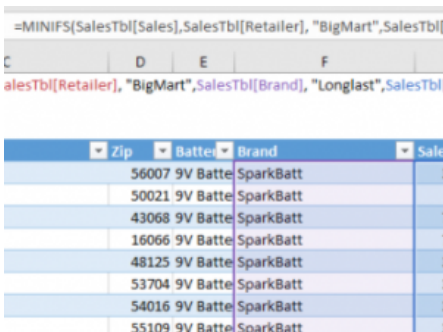 =MINIFS(SalesTbl[Sales],SalesTbl[Retailer], "BigMart",SalesTbl[
C D E F
alesTbl[Retailer], "BigMart",SalesTbl[Brand], "Longlast",SalesTbl
Zip Batter Brand Sale
56007 9V Batte SparkBatt
50021 9V Batte SparkBatt
43068 9V Batte SparkBatt
16066 9V Batte SparkBatt
48125 9V Batte SparkBatt
53704 9V Batte SparkBatt
54016 9V Batte SparkBatt
55109 9V Batte SparkBatt